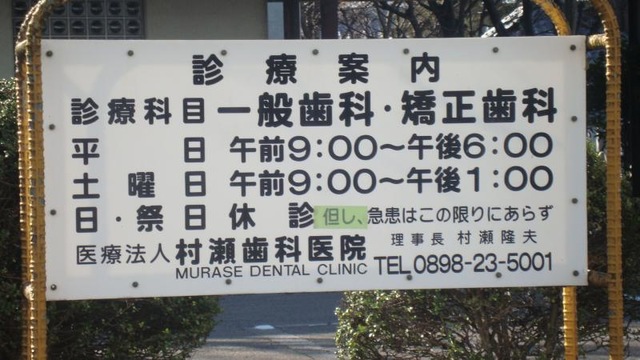 診療案内
診療科目 一般歯科・矯正歯科
平日 午前9:00～午後6:00
土曜日 午前9:00～午後1:00
日・祭日休診 但し、急患はこの限りにあらず
医療法人 村瀬歯科医院 理事長 村瀬隆夫
MURASE DENTAL CLINIC TEL 0898-23-5001